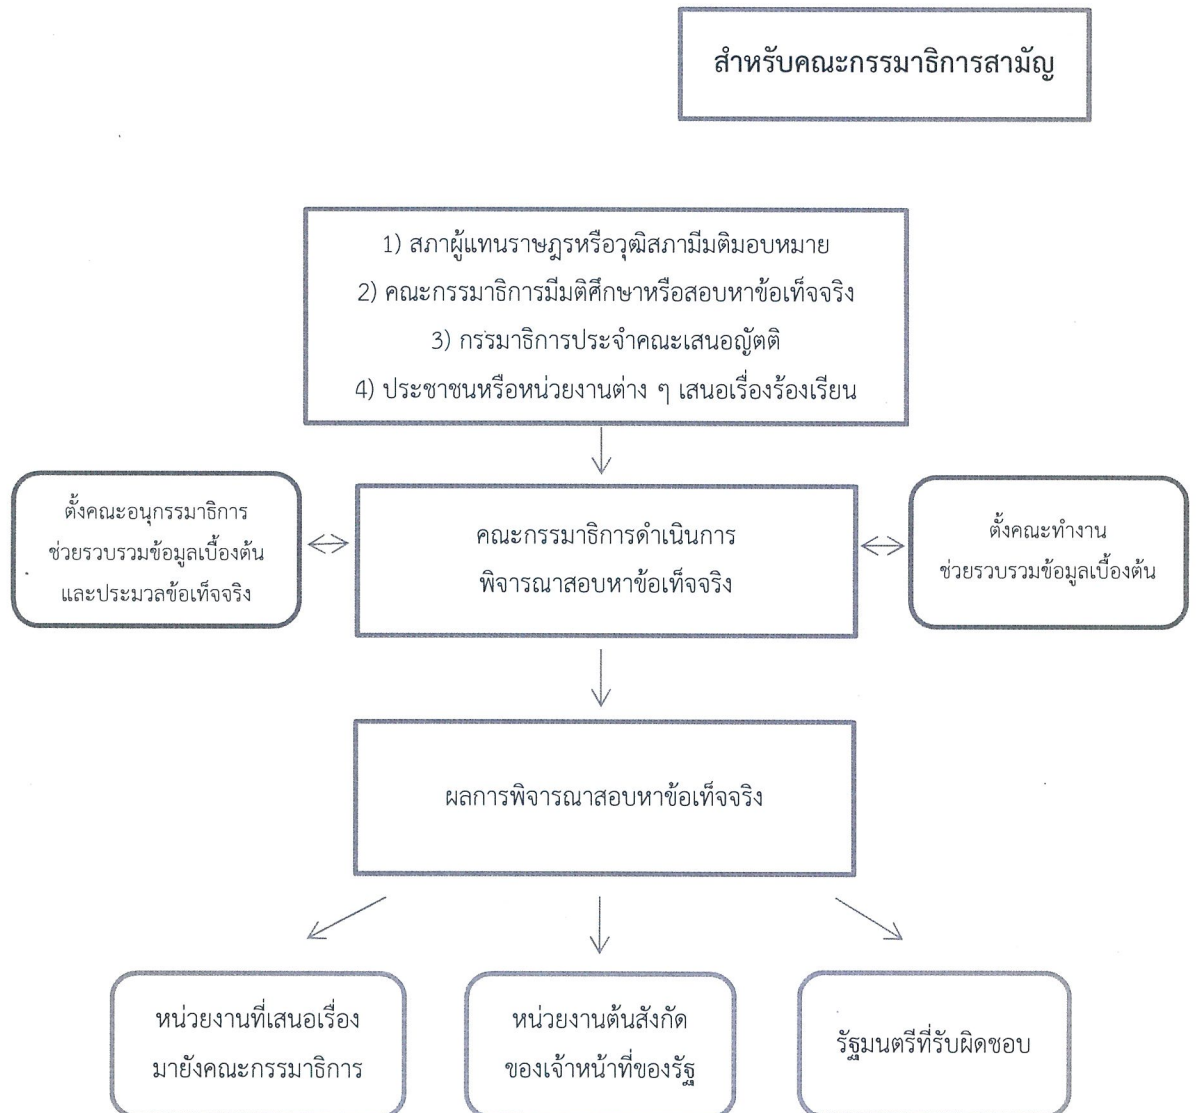 สำหรับคณะกรรมาธิการสามัญ
1) สภาผู้แทนราษฎรหรือวุฒิสภามีมติมอบหมาย
2) คณะกรรมาธิการมีมติศึกษาหรือสอบหาข้อเท็จจริง
3) กรรมาธิการประจำคณะเสนอญัตติ
4) ประชาชนหรือหน่วยงานต่าง ๆ เสนอเรื่องร้องเรียน
ตั้งคณะอนุกรรมาธิการ
ช่วยรวบรวมข้อมูลเบื้องต้น
และประมวลข้อเท็จจริง
คณะกรรมาธิการดำเนินการ
พิจารณาสอบหาข้อเท็จจริง
ตั้งคณะทำงาน
ช่วยรวบรวมข้อมูลเบื้องต้น
ผลการพิจารณาสอบหาข้อเท็จจริง
หน่วยงานที่เสนอเรื่อง
มายังคณะกรรมาธิการ
หน่วยงานต้นสังกัด
ของเจ้าหน้าที่ของรัฐ
รัฐมนตรีที่รับผิดชอบ